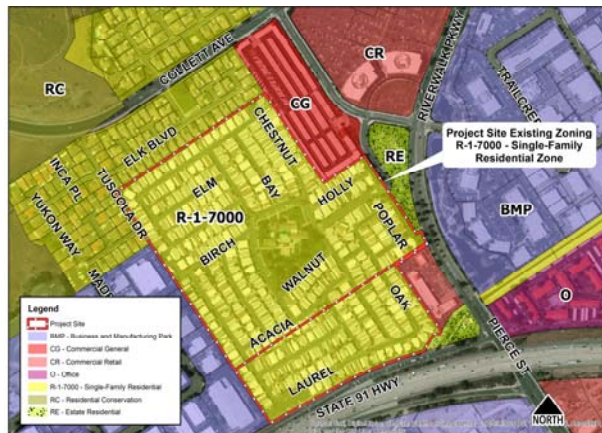 COLLETT AVE
RC
CR
RIVERWALK PKWY
CG
ELK BLVD
CHESTNUT
RE
Project Site Existing Zoning
R-1-7000 - Single-Family
Residential Zone
INCA PL
TUSCOLA DR
ELM
BAY
HOLLY
YUKON WAY
R-1-7000
POPLAR
BMP
BIRCH
WALNUT
OAK
O
ACACIA
PIERCE ST
LAUREL
STATE 91 HWY
NORTH
Legend
Project Site
BMP - Business and Manufacturing Park
CG - Commercial General
CR - Commercial Retail
O - Office
R-1-7000 - Single-Family Residential
RC - Residential Conservation
RE - Estate Residential